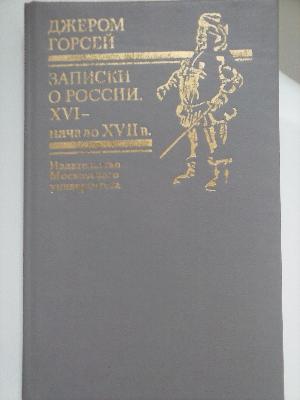 ДЖЕРОМ
ГОРСЕЙ
ЗАПИСКИ
О РОССИИ.
XVI–
начало XVII в.
Издательство
Московского
университета